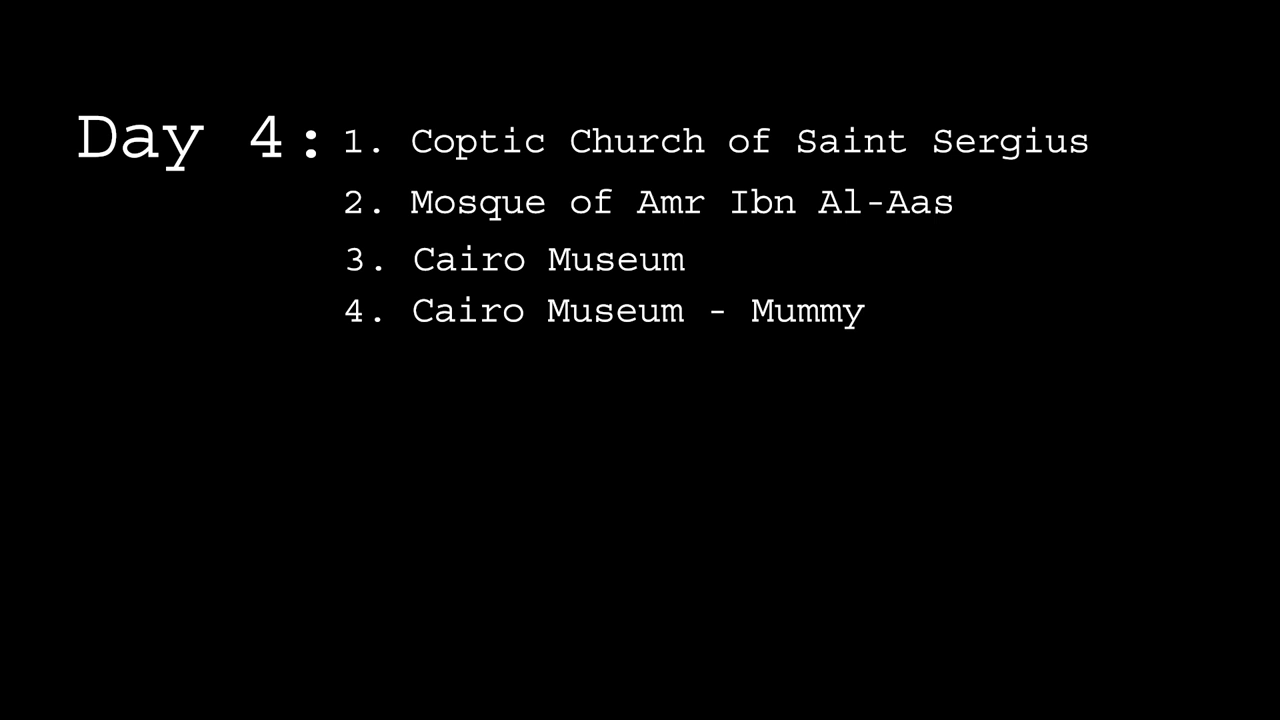 Day 4: 1. Coptic Church of Saint Sergius
2. Mosque of Amr Ibn Al-Aas
3. Cairo Museum
4. Cairo Museum - Mummy